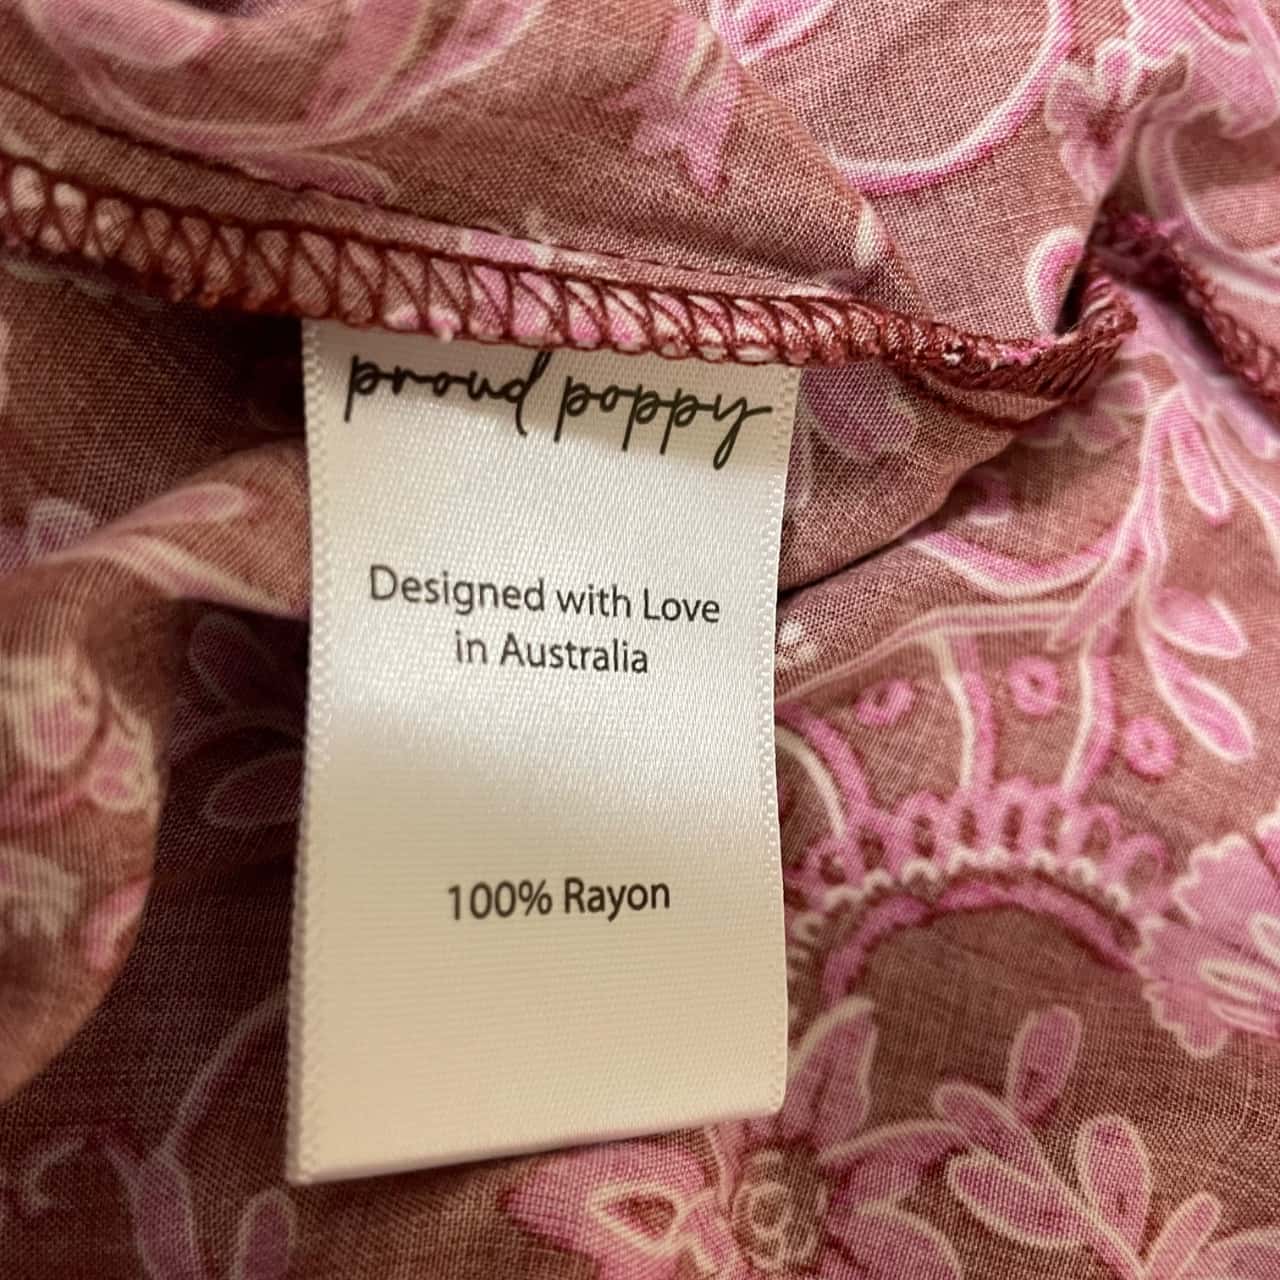 proud poppy
Designed with Love
in Australia
100% Rayon